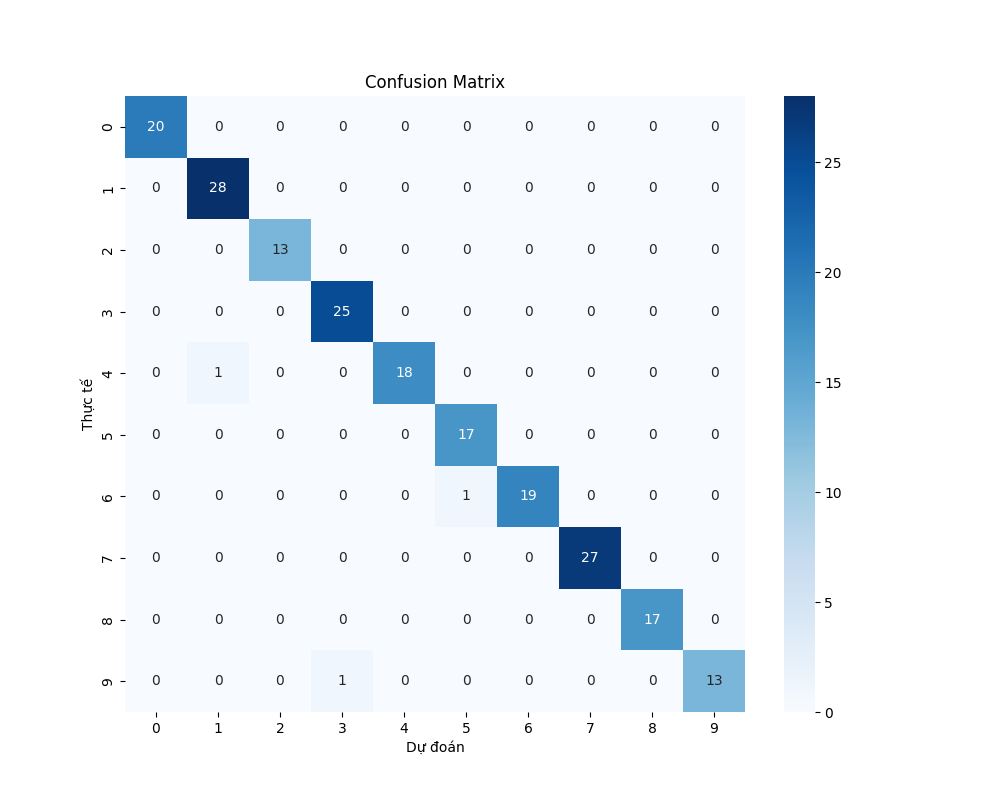 Confusion Matrix
0 20 0 0 0 0 0 0 0 0 0
1 0 28 0 0 0 0 0 0 0 0
2 0 0 13 0 0 0 0 0 0 0
3 0 0 0 25 0 0 0 0 0 0
4 0 1 0 0 18 0 0 0 0 0
5 0 0 0 0 0 17 0 0 0 0
6 0 0 0 0 0 1 19 0 0 0
7 0 0 0 0 0 0 0 27 0 0
8 0 0 0 0 0 0 0 0 17 0
9 0 0 0 1 0 0 0 0 0 13
0 1 2 3 4 5 6 7 8 9
Dự đoán
Thực tế
25
20
15
10
5
0